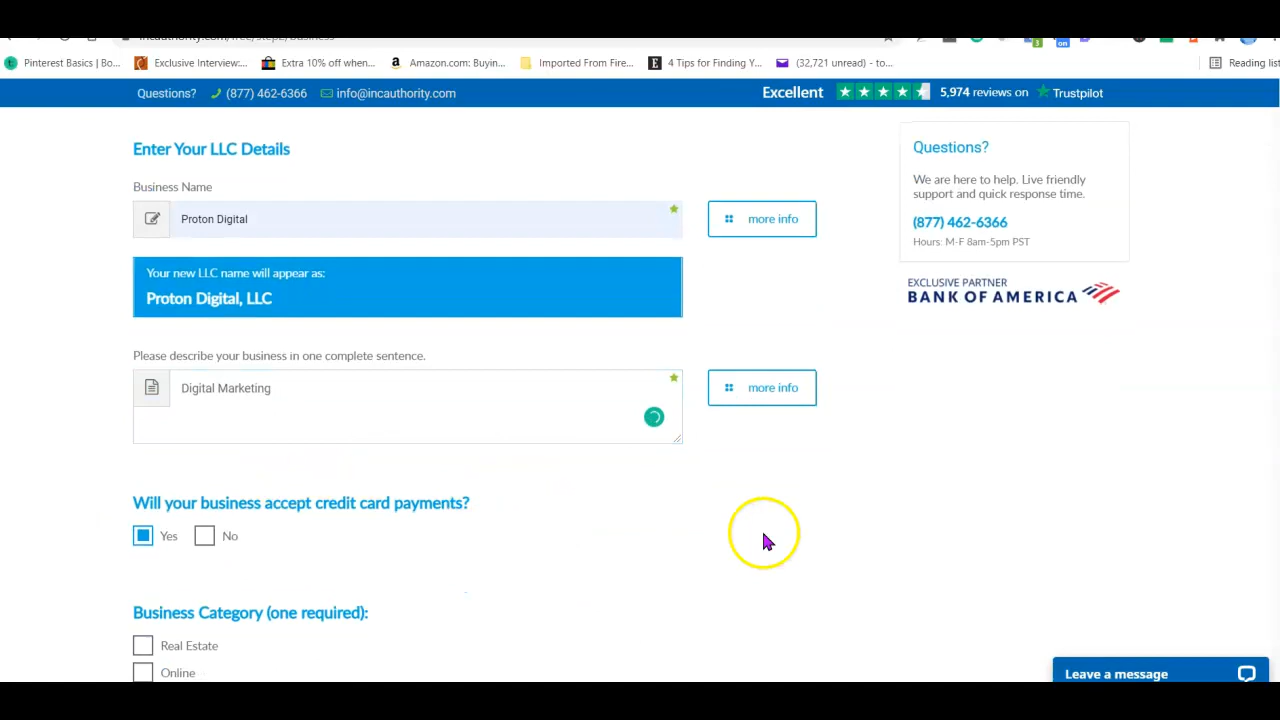 Pinterest Basics | Bo...
Exclusive Interview:...
Extra 10% off when...
Amazon.com: Buyin...
Imported From Fire...
4 Tips for Finding Y...
(32,721 unread) - to...
Reading list
Questions?
(877) 462-6366
info@incauthority.com
Excellent
5,974 reviews on
Trustpilot
Enter Your LLC Details
Business Name
Proton Digital
more info
Your new LLC name will appear as:
Proton Digital, LLC
Please describe your business in one complete sentence.
Digital Marketing
more info
Will your business accept credit card payments?
Yes
No
Business Category (one required):
Real Estate
Online
Questions?
We are here to help. Live friendly
support and quick response time.
(877) 462-6366
Hours: M-F 8am-5pm PST
EXCLUSIVE PARTNER
BANK OF AMERICA
Leave a message